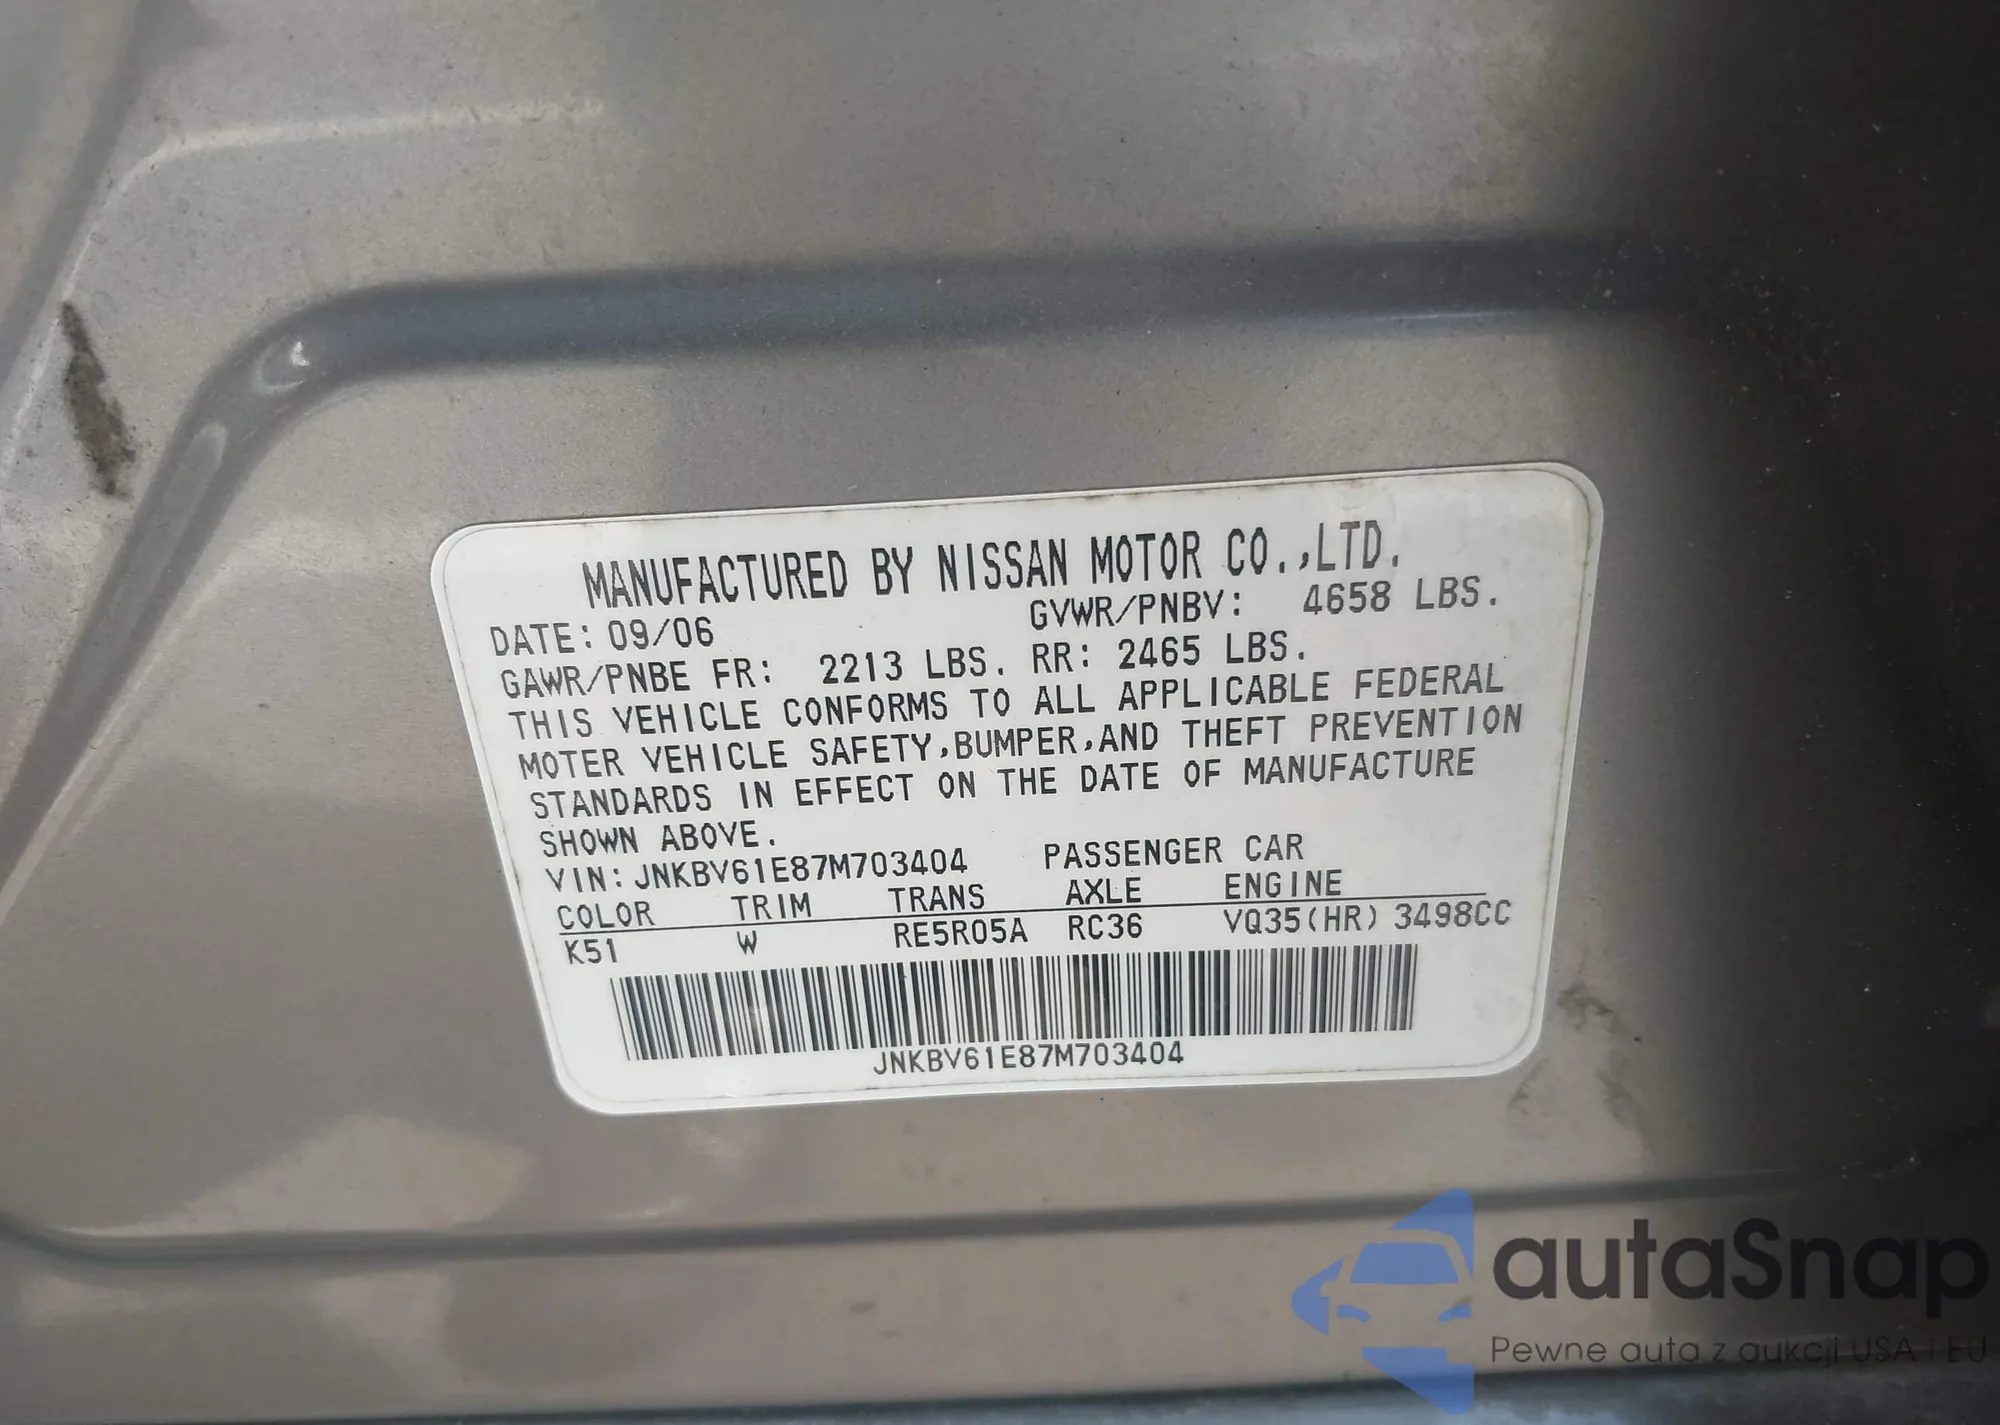 MANUFACTURED BY NISSAN MOTOR CO.,LTD.
DATE: 09/06 GVWR/PNBV: 4658 LBS.
GAWR/PNBE FR: 2213 LBS. RR: 2465 LBS.
THIS VEHICLE CONFORMS TO ALL APPLICABLE FEDERAL
MOTER VEHICLE SAFETY,BUMPER,AND THEFT PREVENTION
STANDARDS IN EFFECT ON THE DATE OF MANUFACTURE
SHOWN ABOVE.
VIN: JNKBV61E87M703404 PASSENGER CAR
COLOR TRIM TRANS AXLE ENGINE
K51 W RE5R05A RC36 VQ35(HR) 3498CC
JNKBV61E87M703404
autaSnap
Pewne auta z aukcji USA i EU